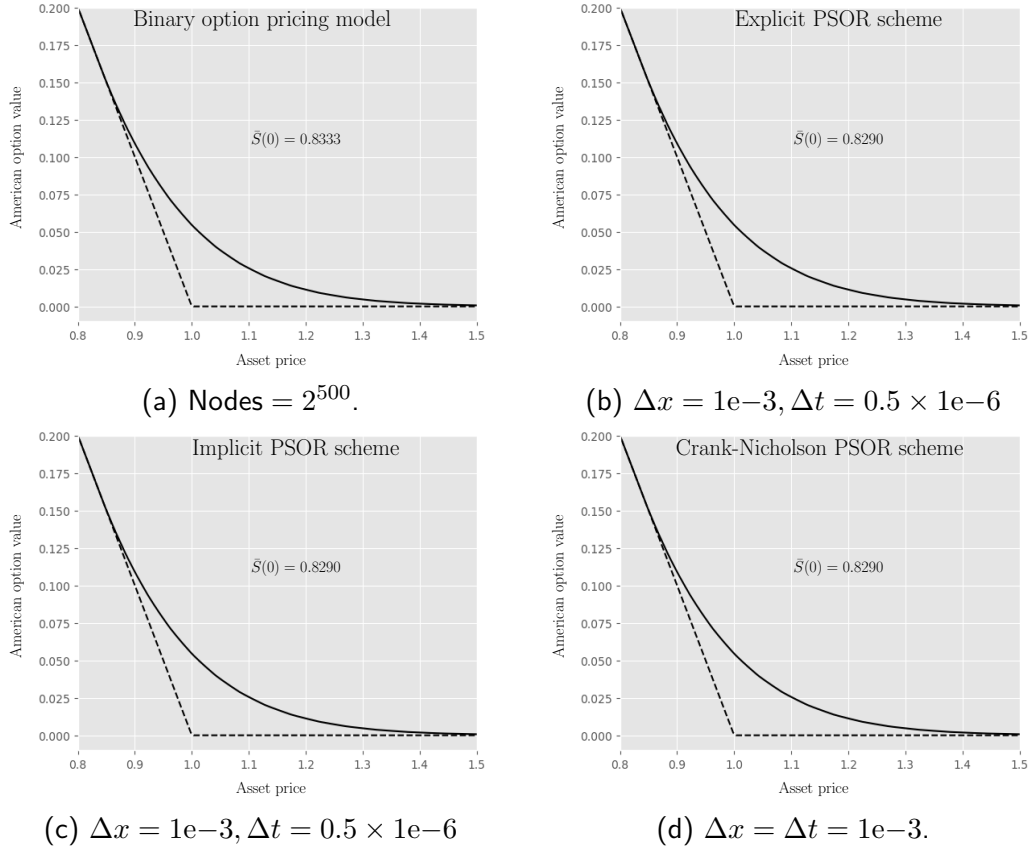 Binary option pricing model
American option value
0.200
0.175
0.150
0.125
0.100
0.075
0.050
0.025
0.000
S̄(0) = 0.8333
0.8 0.9 1.0 1.1 1.2 1.3 1.4 1.5
Asset price
(a) Nodes = 2^500.
Explicit PSOR scheme
American option value
0.200
0.175
0.150
0.125
0.100
0.075
0.050
0.025
0.000
S̄(0) = 0.8290
0.8 0.9 1.0 1.1 1.2 1.3 1.4 1.5
Asset price
(b) Δx = 1e−3, Δt = 0.5 × 1e−6
Implicit PSOR scheme
American option value
0.200
0.175
0.150
0.125
0.100
0.075
0.050
0.025
0.000
S̄(0) = 0.8290
0.8 0.9 1.0 1.1 1.2 1.3 1.4 1.5
Asset price
(c) Δx = 1e−3, Δt = 0.5 × 1e−6
Crank-Nicholson PSOR scheme
American option value
0.200
0.175
0.150
0.125
0.100
0.075
0.050
0.025
0.000
S̄(0) = 0.8290
0.8 0.9 1.0 1.1 1.2 1.3 1.4 1.5
Asset price
(d) Δx = Δt = 1e−3.